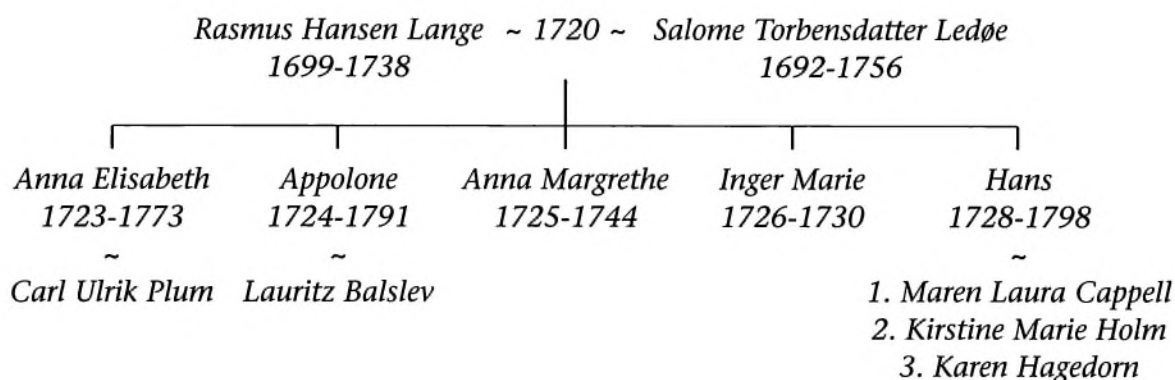 Rasmus Hansen Lange ~ 1720 ~ Salome Torbensdatter Ledøe
1699-1738 1692-1756
Anna Elisabeth Appolone Anna Margrethe Inger Marie Hans
1723-1773 1724-1791 1725-1744 1726-1730 1728-1798
~ ~ ~
Carl Ulrik Plum Lauritz Balslev 1. Maren Laura Cappell
2. Kirstine Marie Holm
3. Karen Hagedorn